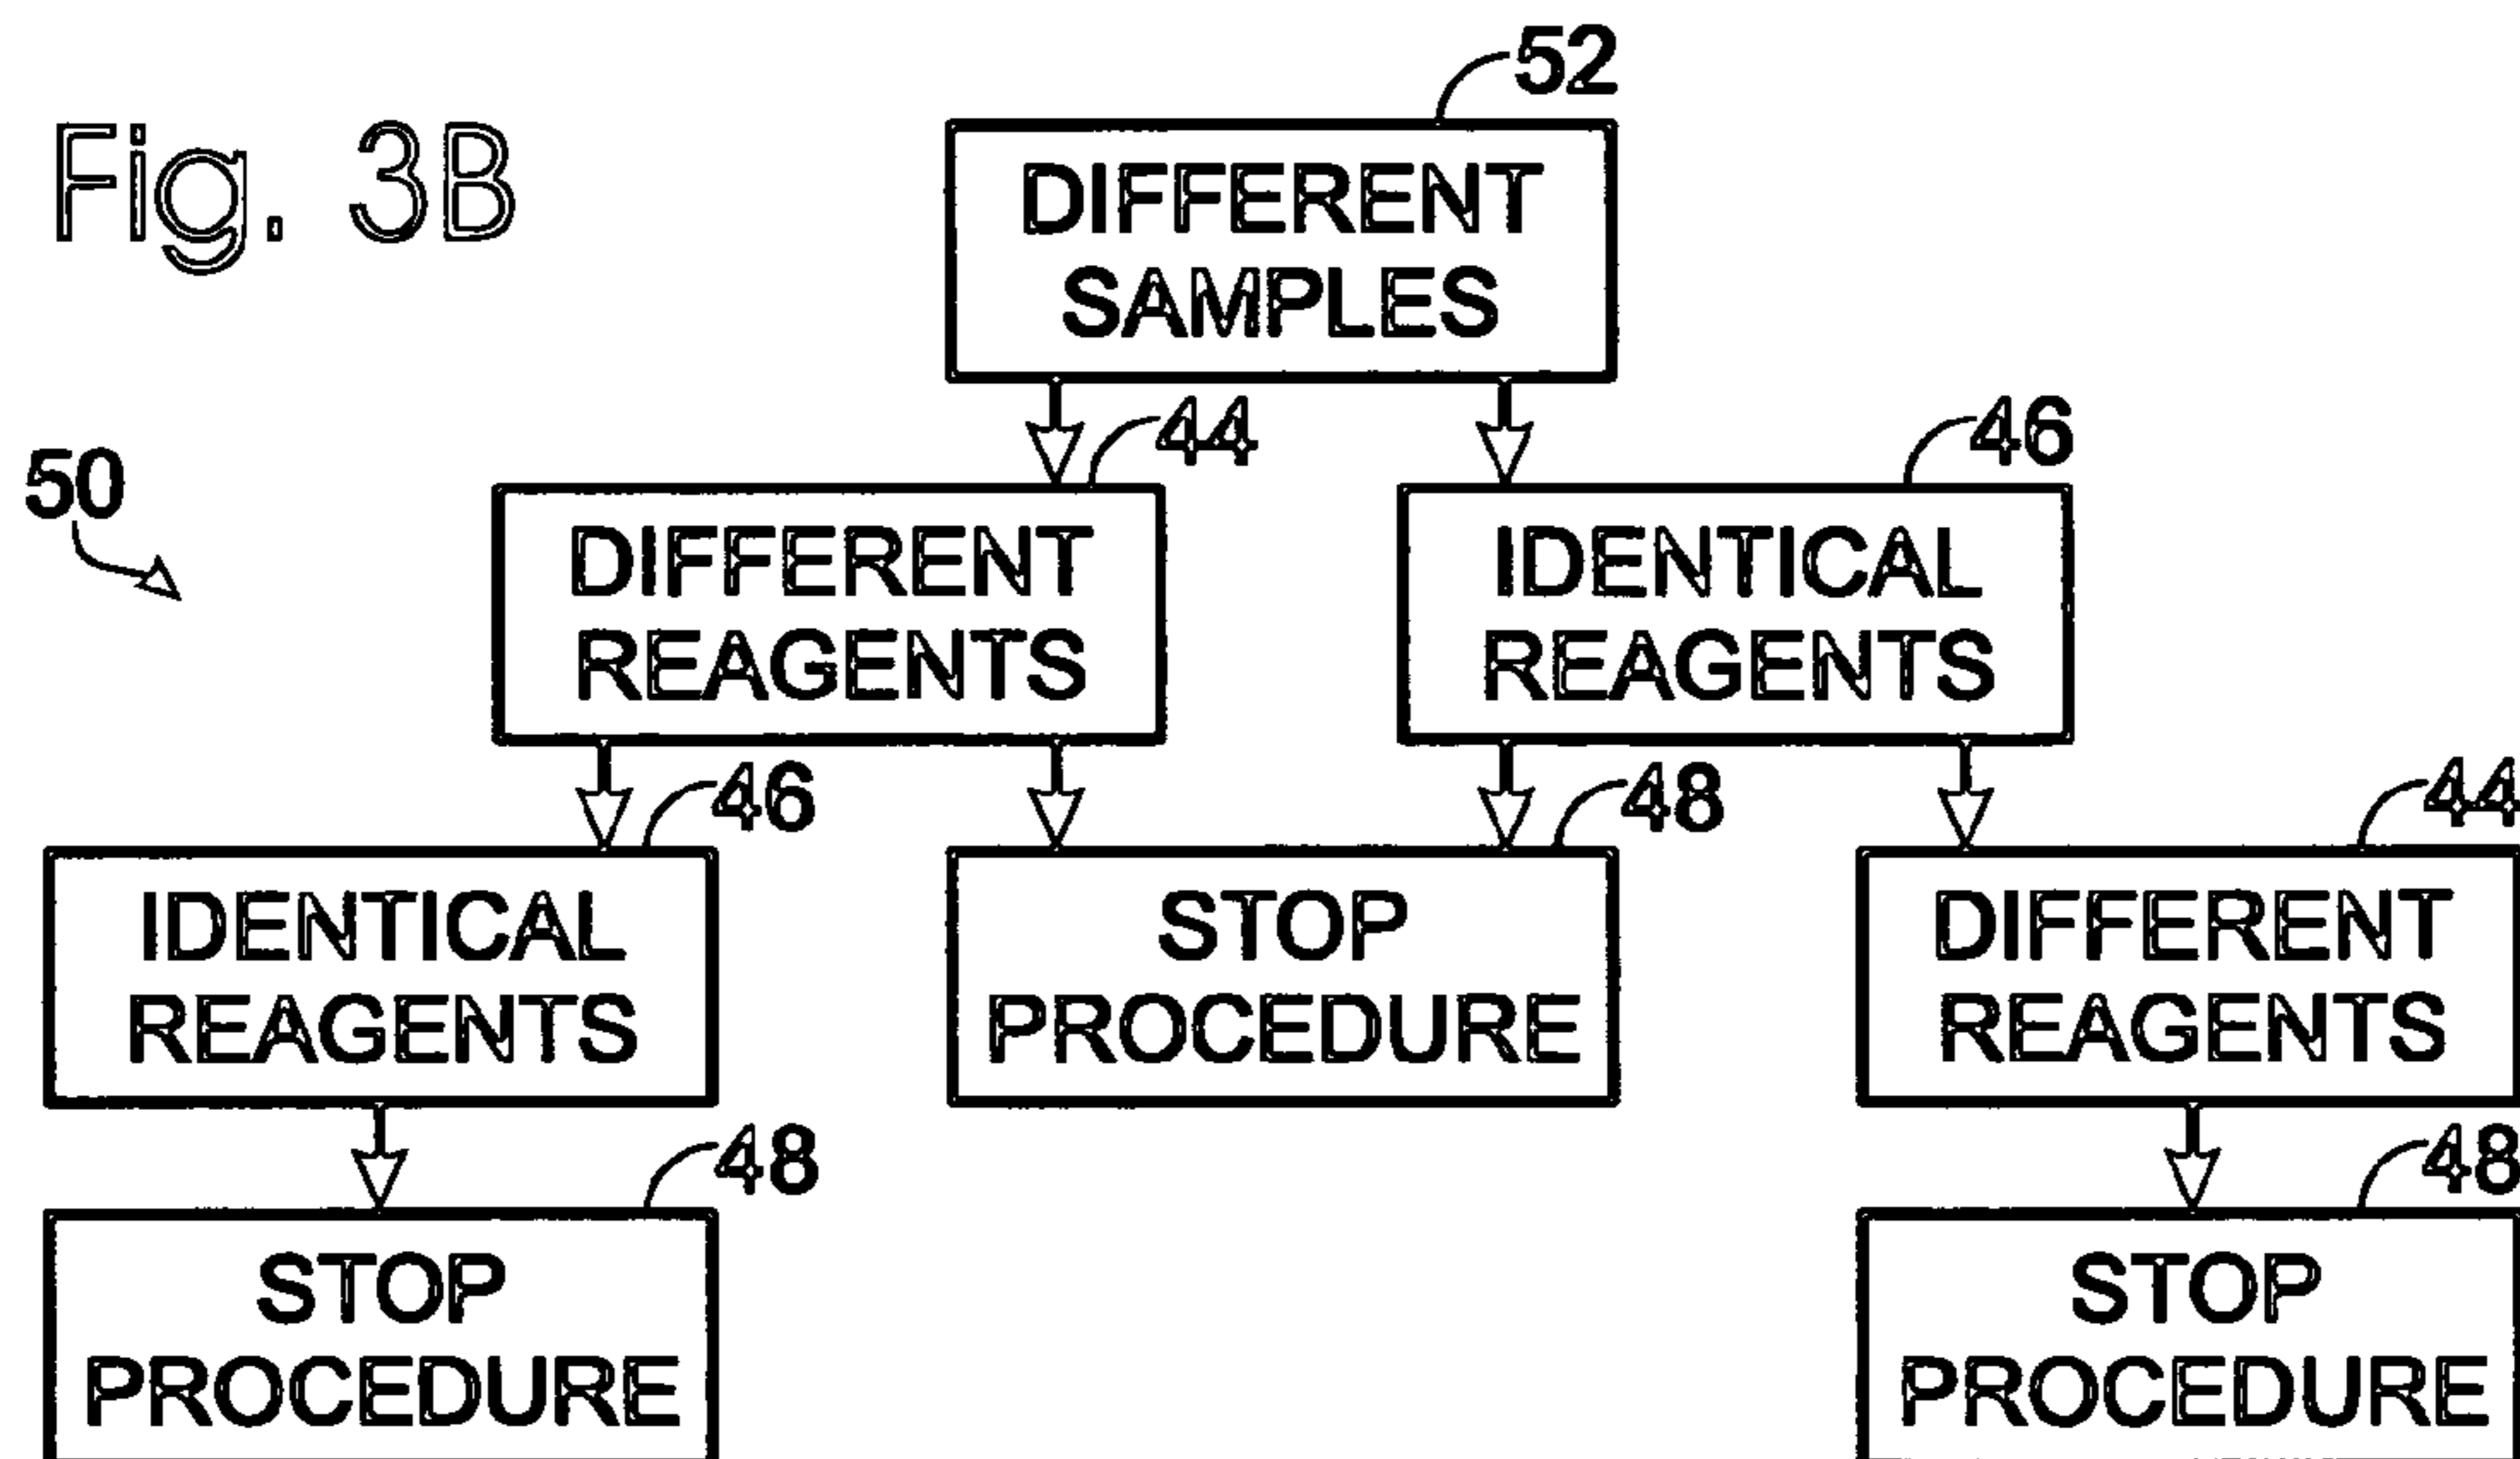 Fig. 3B
52
DIFFERENT
SAMPLES
50
44
46
DIFFERENT
REAGENTS
IDENTICAL
REAGENTS
46
48
44
IDENTICAL
REAGENTS
STOP
PROCEDURE
DIFFERENT
REAGENTS
48
48
STOP
PROCEDURE
STOP
PROCEDURE